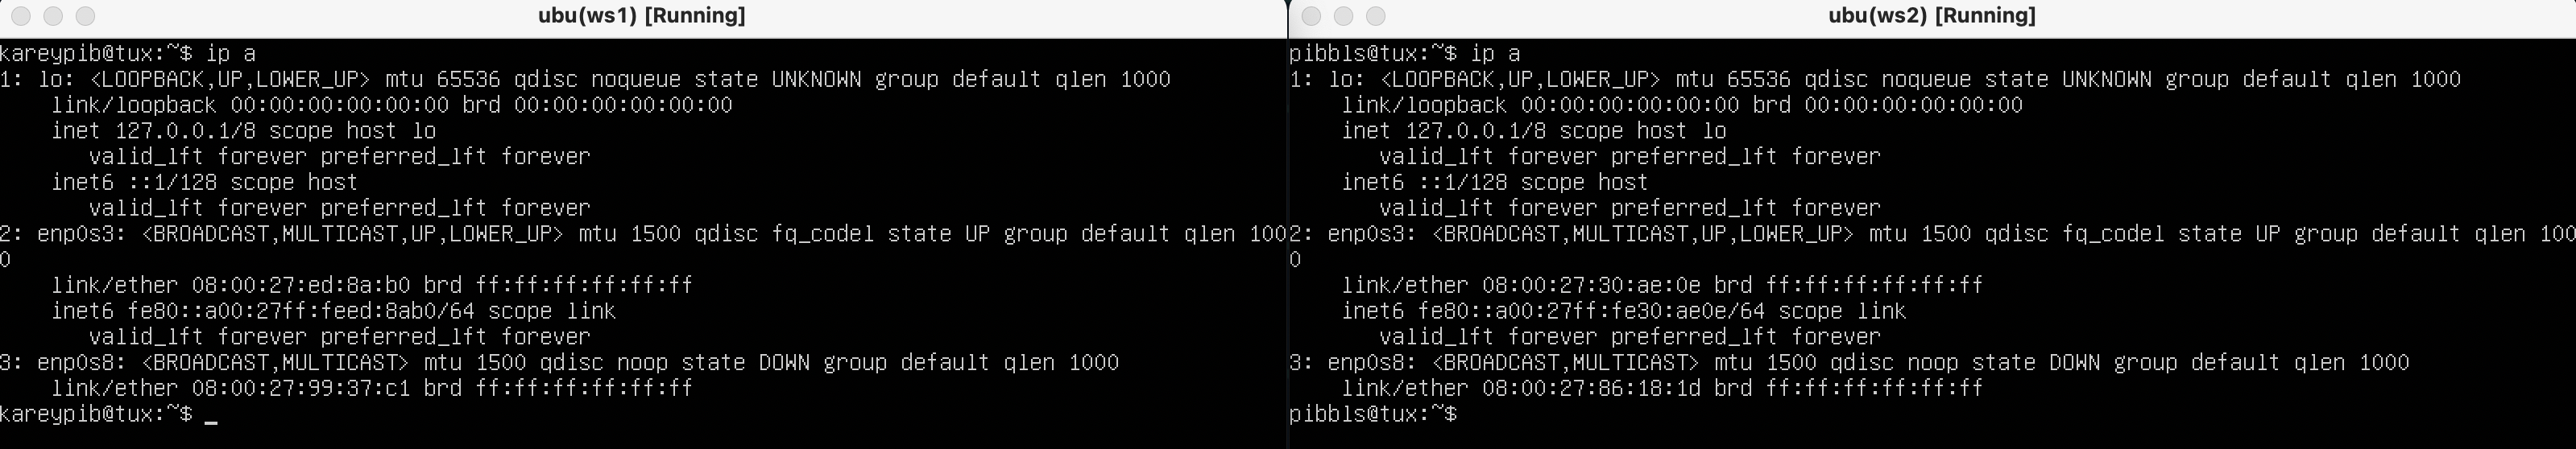 ubu(ws1) [Running]
kareypib@tux:~$ ip a
1: lo: <LOOPBACK,UP,LOWER_UP> mtu 65536 qdisc noqueue state UNKNOWN group default qlen 1000
    link/loopback 00:00:00:00:00:00 brd 00:00:00:00:00:00
    inet 127.0.0.1/8 scope host lo
       valid_lft forever preferred_lft forever
    inet6 ::1/128 scope host
       valid_lft forever preferred_lft forever
2: enp0s3: <BROADCAST,MULTICAST,UP,LOWER_UP> mtu 1500 qdisc fq_codel state UP group default qlen 100
0
    link/ether 08:00:27:ed:8a:b0 brd ff:ff:ff:ff:ff:ff
    inet6 fe80::a00:27ff:feed:8ab0/64 scope link
       valid_lft forever preferred_lft forever
3: enp0s8: <BROADCAST,MULTICAST> mtu 1500 qdisc noop state DOWN group default qlen 1000
    link/ether 08:00:27:99:37:c1 brd ff:ff:ff:ff:ff:ff
kareypib@tux:~$ _
ubu(ws2) [Running]
pibbls@tux:~$ ip a
1: lo: <LOOPBACK,UP,LOWER_UP> mtu 65536 qdisc noqueue state UNKNOWN group default qlen 1000
    link/loopback 00:00:00:00:00:00 brd 00:00:00:00:00:00
    inet 127.0.0.1/8 scope host lo
       valid_lft forever preferred_lft forever
    inet6 ::1/128 scope host
       valid_lft forever preferred_lft forever
2: enp0s3: <BROADCAST,MULTICAST,UP,LOWER_UP> mtu 1500 qdisc fq_codel state UP group default qlen 100
0
    link/ether 08:00:27:30:ae:0e brd ff:ff:ff:ff:ff:ff
    inet6 fe80::a00:27ff:fe30:ae0e/64 scope link
       valid_lft forever preferred_lft forever
3: enp0s8: <BROADCAST,MULTICAST> mtu 1500 qdisc noop state DOWN group default qlen 1000
    link/ether 08:00:27:86:18:1d brd ff:ff:ff:ff:ff:ff
pibbls@tux:~$